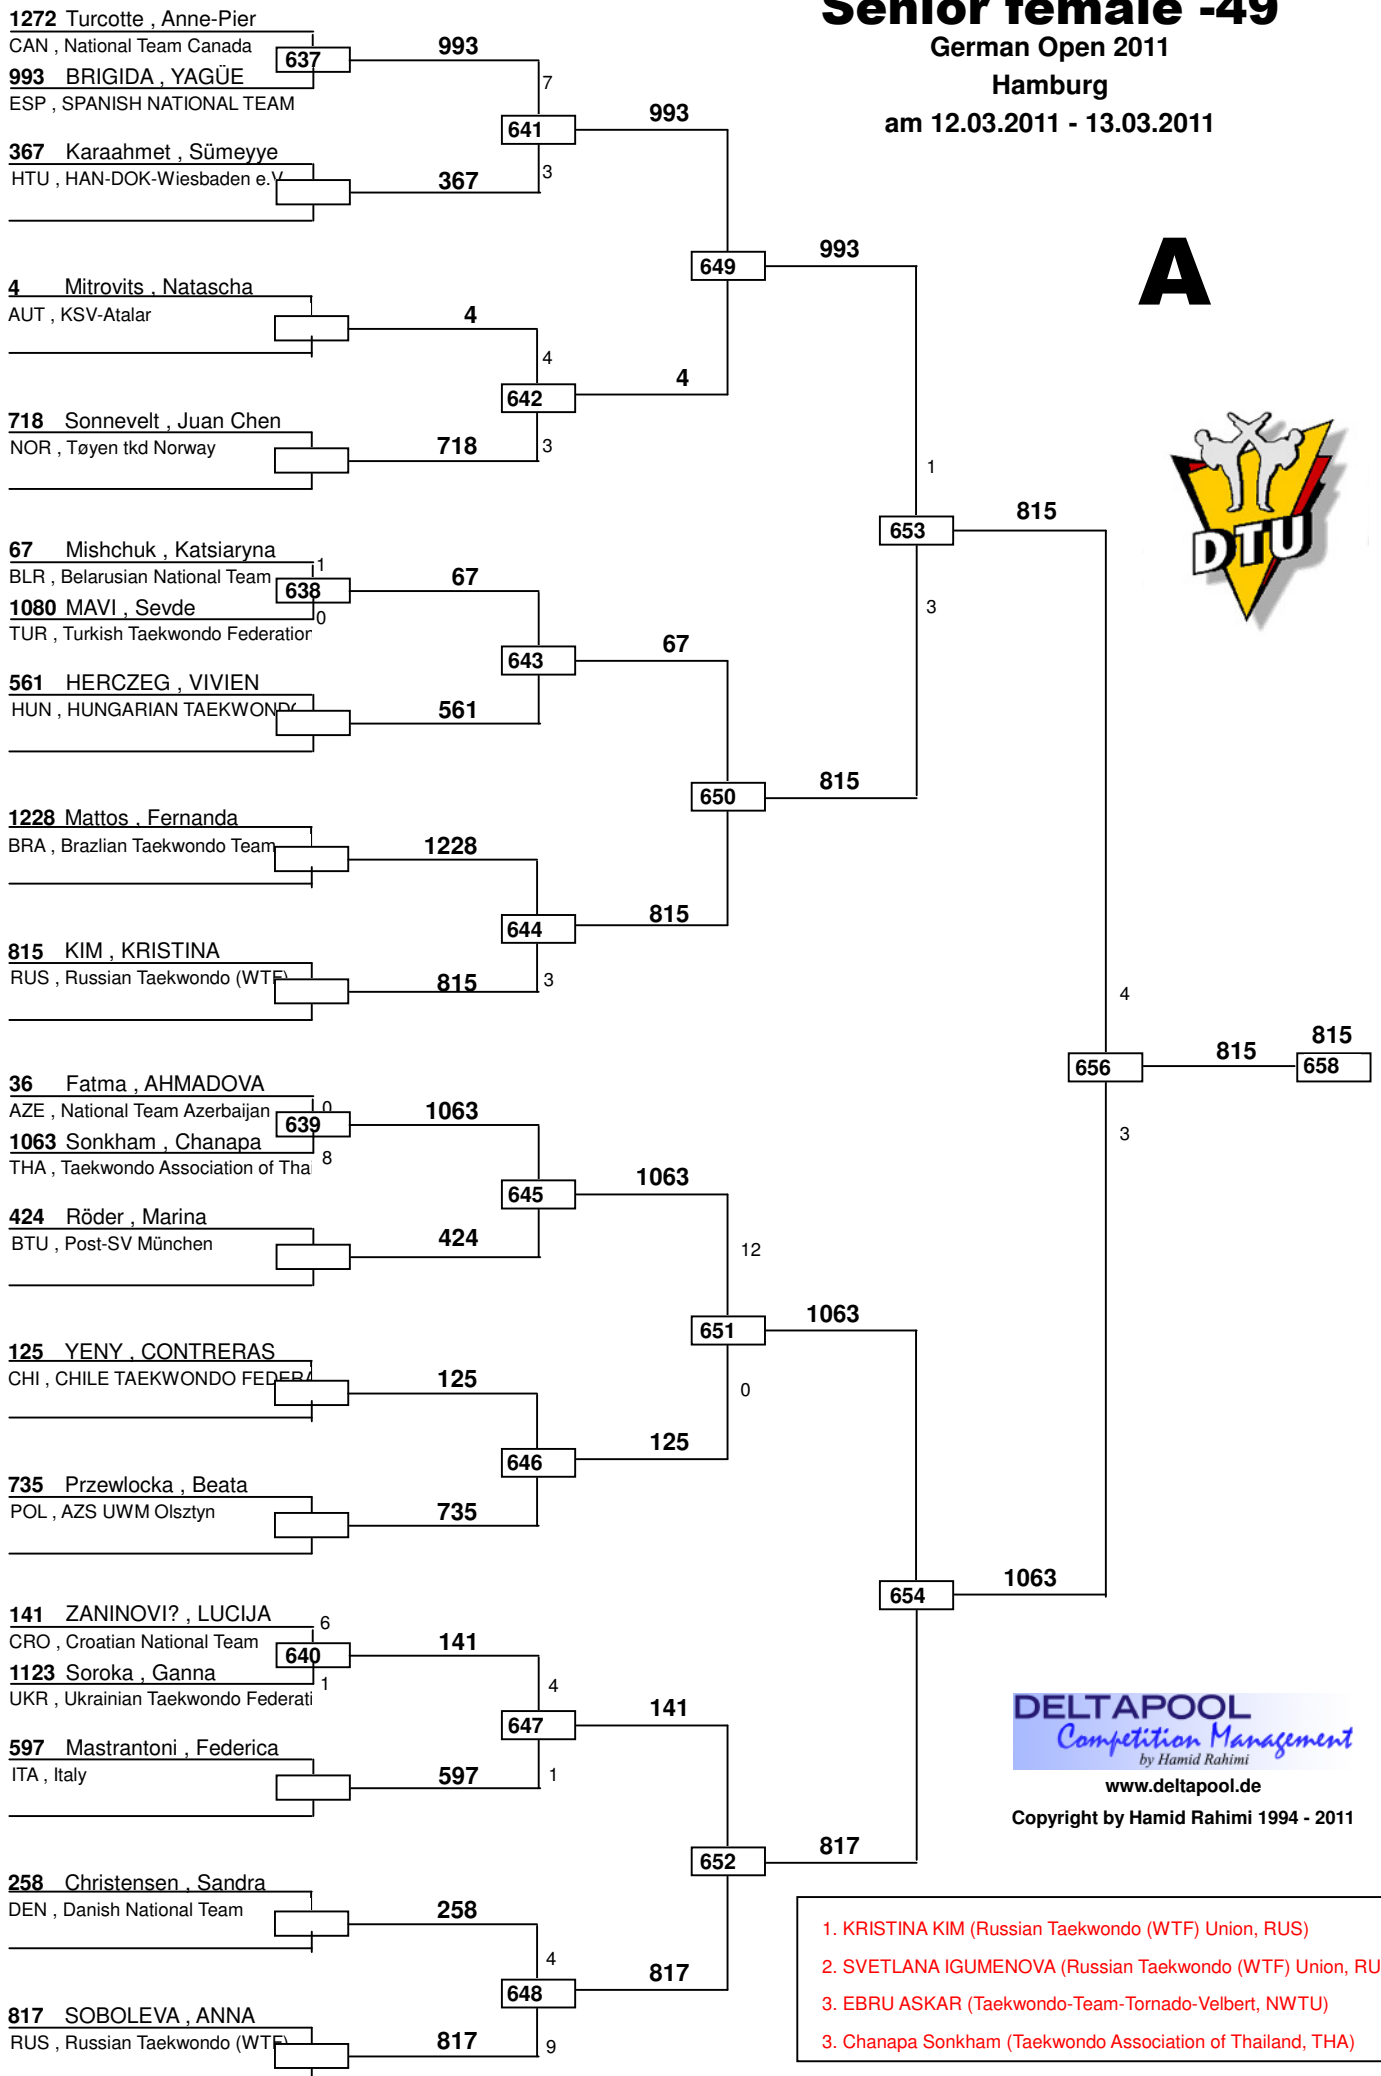 Senior female -49
German Open 2011
Hamburg
am 12.03.2011 - 13.03.2011
A
DTU
1272 Turcotte , Anne-Pier
CAN , National Team Canada
637
993
993 BRIGIDA , YAGÜE
ESP , SPANISH NATIONAL TEAM
7
641
993
367 Karaahmet , Sümeyye
HTU , HAN-DOK-Wiesbaden e.V
367
3
649
993
4 Mitrovits , Natascha
AUT , KSV-Atalar
4
4
642
4
718 Sonnevelt , Juan Chen
NOR , Tøyen tkd Norway
718
3
1
653
815
67 Mishchuk , Katsiaryna
BLR , Belarusian National Team
1
638
67
1080 MAVI , Sevde
0
TUR , Turkish Taekwondo Federation
3
643
67
561 HERCZEG , VIVIEN
HUN , HUNGARIAN TAEKWONDO
561
650
815
1228 Mattos , Fernanda
BRA , Brazlian Taekwondo Team
1228
644
815
815 KIM , KRISTINA
RUS , Russian Taekwondo (WTF)
815
3
4
656
815
815
658
3
36 Fatma , AHMADOVA
AZE , National Team Azerbaijan
0
639
1063
1063 Sonkham , Chanapa
8
THA , Taekwondo Association of Thai
645
1063
424 Röder , Marina
BTU , Post-SV München
424
12
651
1063
0
125 YENY , CONTRERAS
CHI , CHILE TAEKWONDO FEDERA
125
646
125
735 Przewlocka , Beata
POL , AZS UWM Olsztyn
735
654
1063
141 ZANINOVI? , LUCIJA
6
CRO , Croatian National Team
640
141
1123 Soroka , Ganna
1
UKR , Ukrainian Taekwondo Federati
4
647
141
597 Mastrantoni , Federica
ITA , Italy
597
1
652
817
258 Christensen , Sandra
DEN , Danish National Team
258
4
648
817
817 SOBOLEVA , ANNA
RUS , Russian Taekwondo (WTF)
817
9
DELTAPOOL
Competition Management
by Hamid Rahimi
www.deltapool.de
Copyright by Hamid Rahimi 1994 - 2011
1. KRISTINA KIM (Russian Taekwondo (WTF) Union, RUS)
2. SVETLANA IGUMENOVA (Russian Taekwondo (WTF) Union, RU
3. EBRU ASKAR (Taekwondo-Team-Tornado-Velbert, NWTU)
3. Chanapa Sonkham (Taekwondo Association of Thailand, THA)